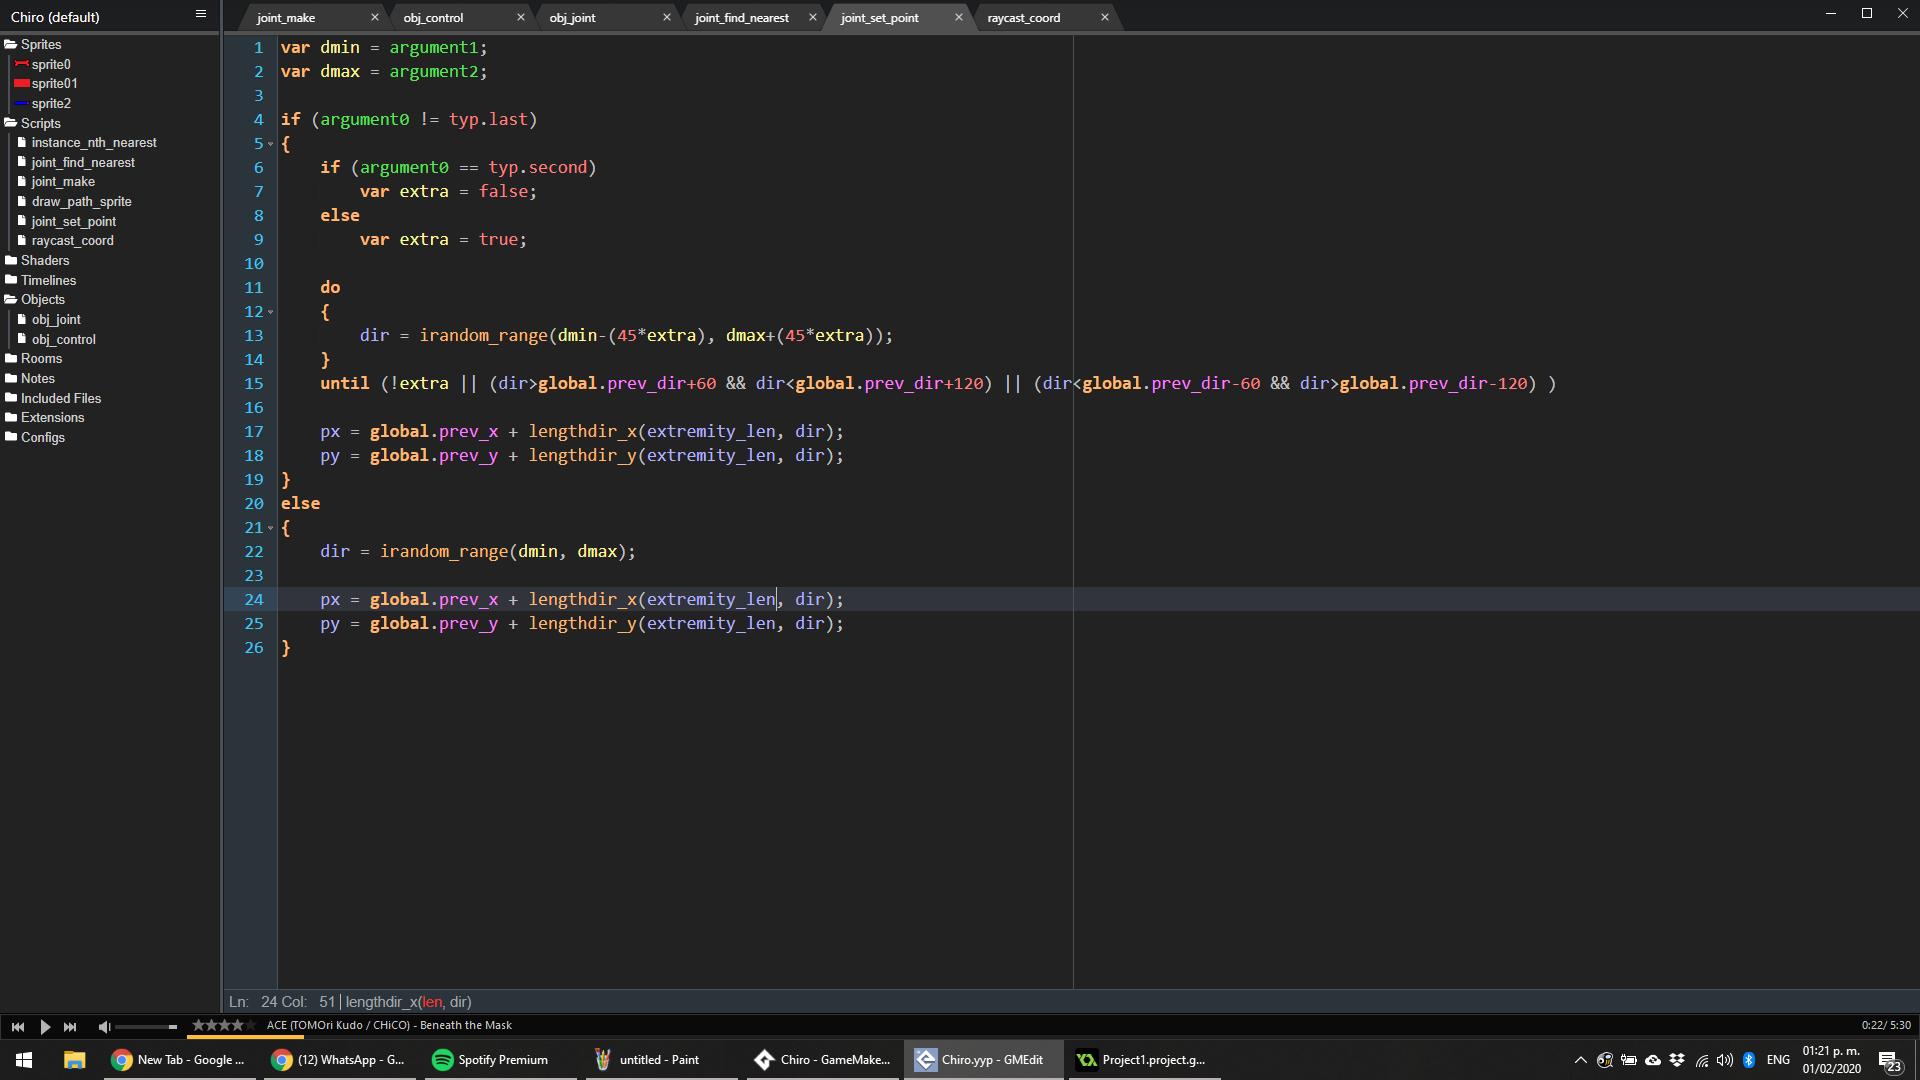 Chiro (default)
joint_make × obj_control × obj_joint × joint_find_nearest × joint_set_point × raycast_coord ×
Sprites
sprite0
sprite01
sprite2
Scripts
instance_nth_nearest
joint_find_nearest
joint_make
draw_path_sprite
joint_set_point
raycast_coord
Shaders
Timelines
Objects
obj_joint
obj_control
Rooms
Notes
Included Files
Extensions
Configs
1 var dmin = argument1;
2 var dmax = argument2;
3
4 if (argument0 != typ.last)
5 {
6     if (argument0 == typ.second)
7         var extra = false;
8     else
9         var extra = true;
10
11     do
12     {
13         dir = irandom_range(dmin-(45*extra), dmax+(45*extra));
14     }
15     until (!extra || (dir>global.prev_dir+60 && dir<global.prev_dir+120) || (dir<global.prev_dir-60 && dir>global.prev_dir-120) )
16
17     px = global.prev_x + lengthdir_x(extremity_len, dir);
18     py = global.prev_y + lengthdir_y(extremity_len, dir);
19 }
20 else
21 {
22     dir = irandom_range(dmin, dmax);
23
24     px = global.prev_x + lengthdir_x(extremity_len, dir);
25     py = global.prev_y + lengthdir_y(extremity_len, dir);
26 }
Ln: 24 Col: 51 lengthdir_x(len, dir)
ACE (TOMOri Kudo / CHiCO) - Beneath the Mask 0:22/ 5:30
New Tab - Google ... (12) WhatsApp - G... Spotify Premium untitled - Paint Chiro - GameMake... Chiro.yyp - GMEdit Project1.project.g... ENG 01:21 p. m.
01/02/2020 23